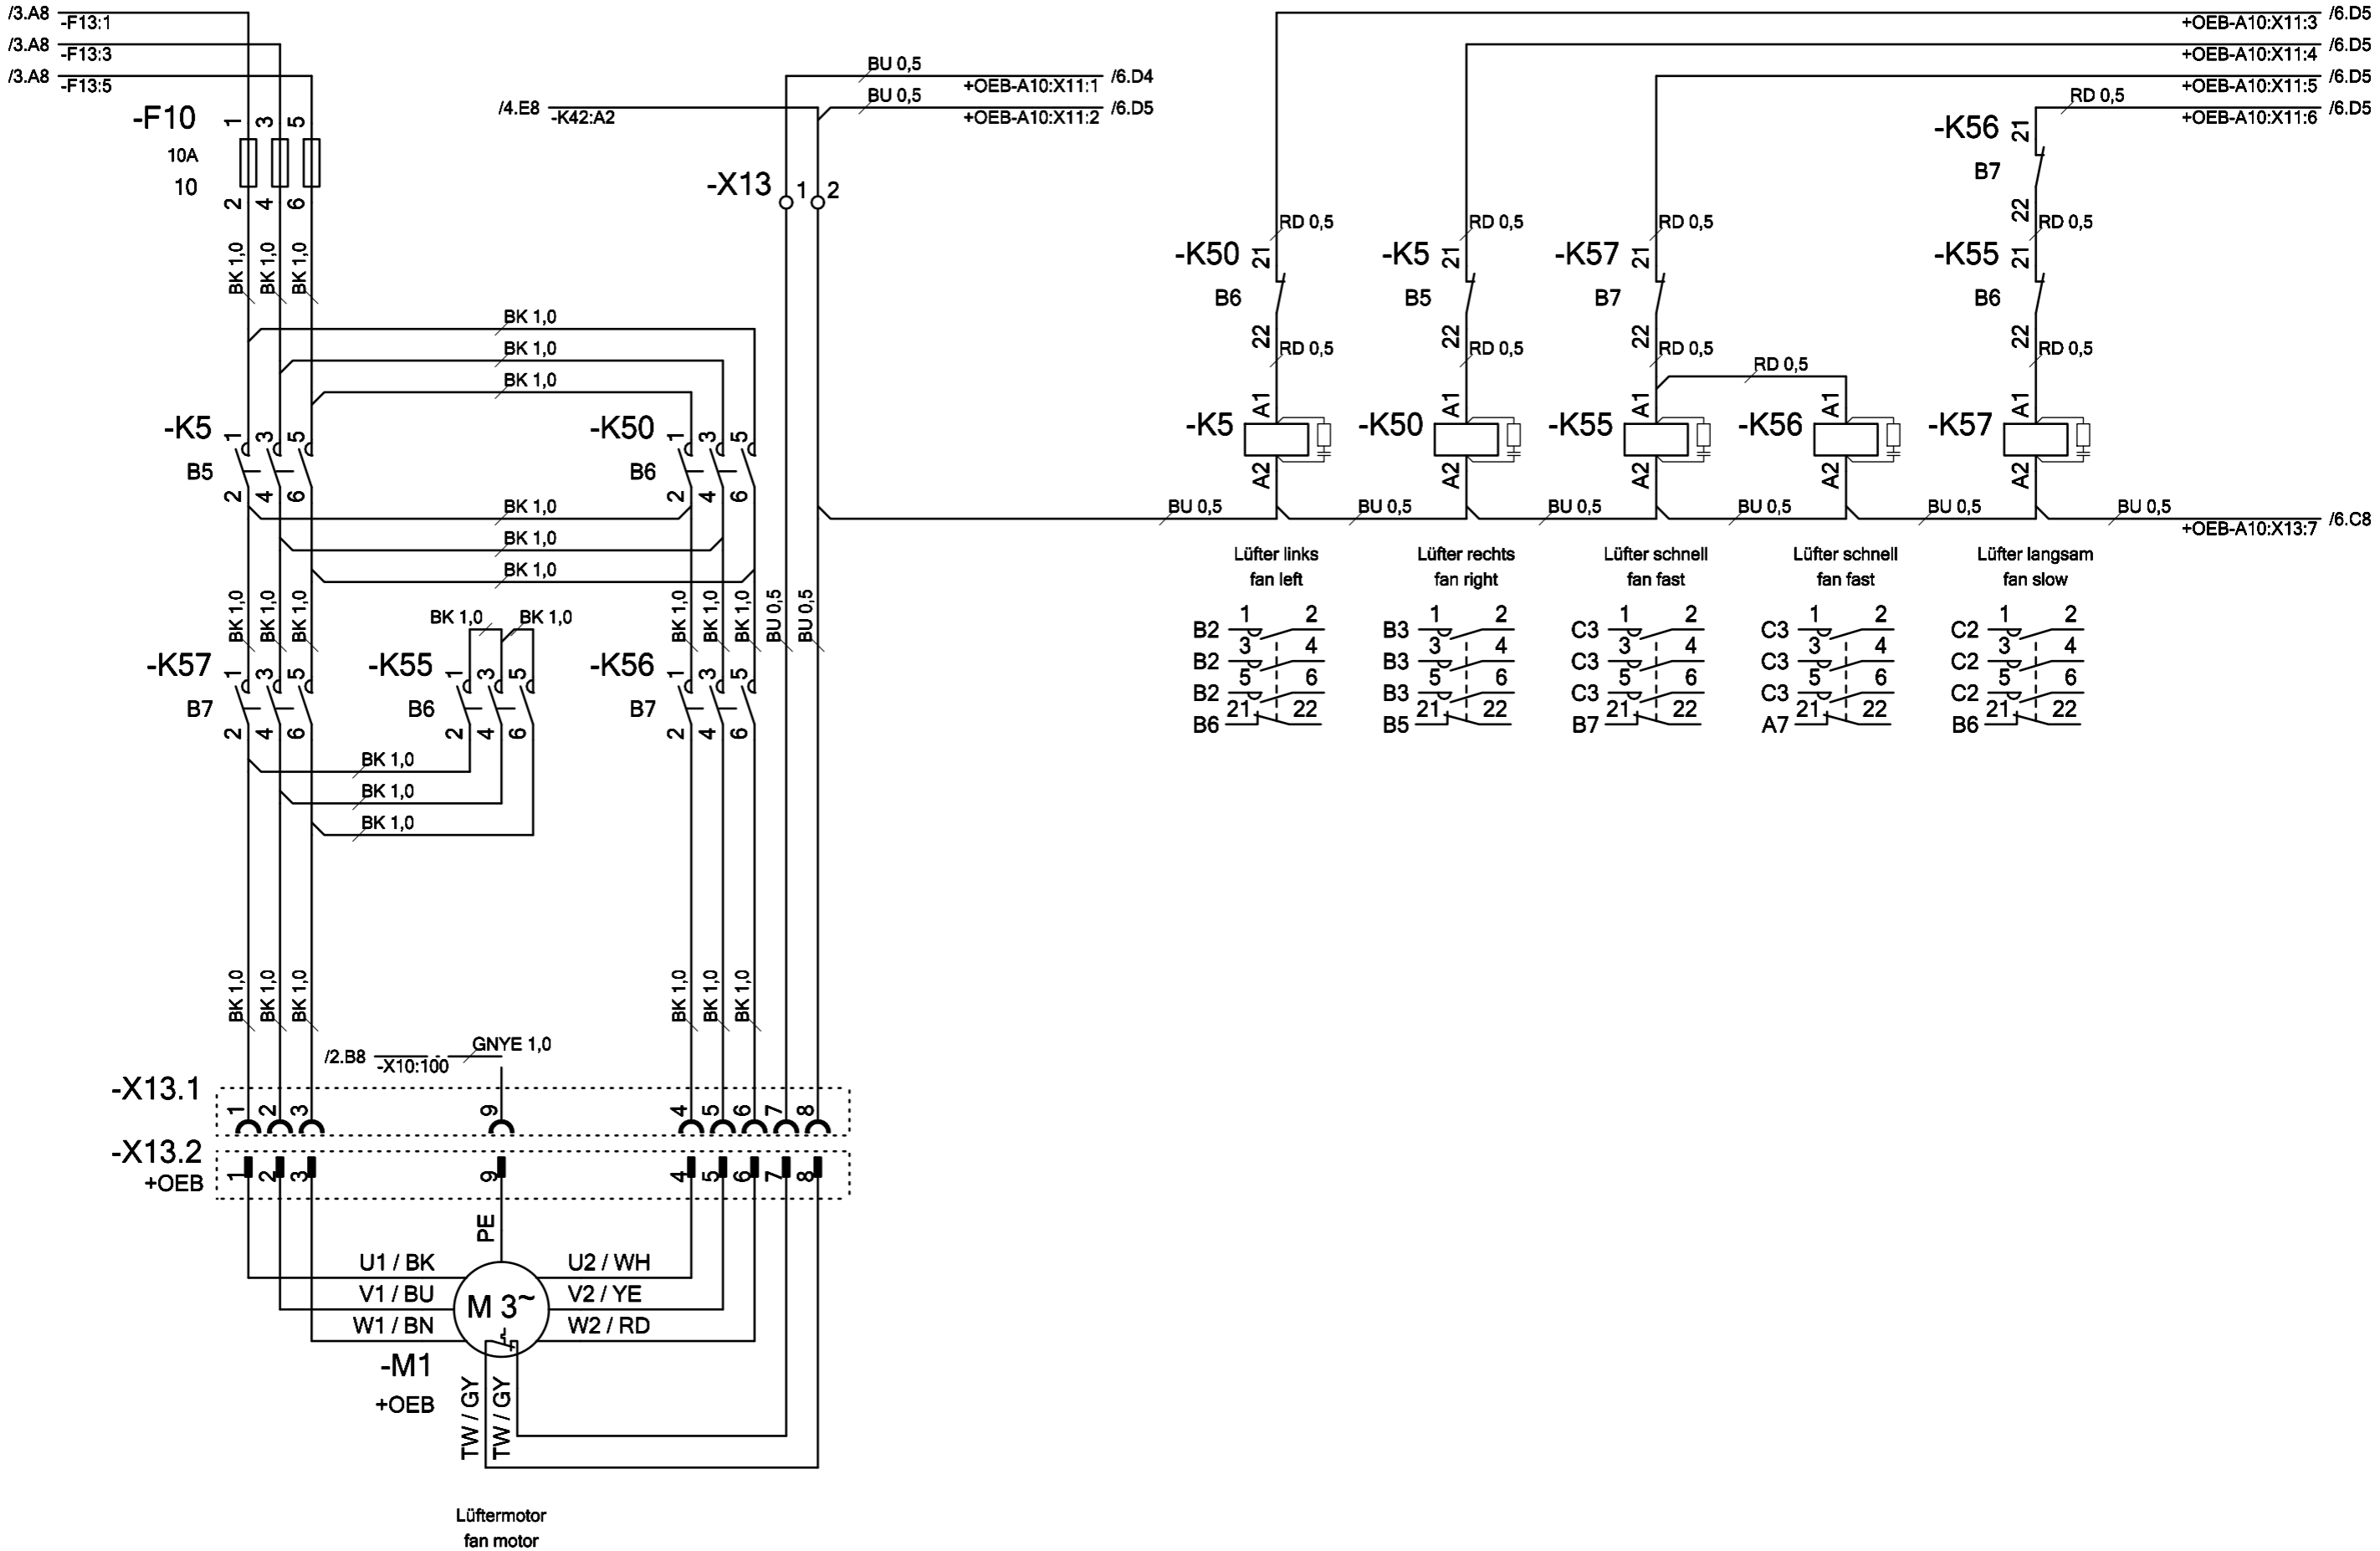 /3.A8 -F13:1
/3.A8 -F13:3
/3.A8 -F13:5
/4.E8 -K42:A2
BU 0,5 +OEB-A10:X11:1 /6.D4
BU 0,5 +OEB-A10:X11:2 /6.D5
+OEB-A10:X11:3 /6.D5
+OEB-A10:X11:4 /6.D5
+OEB-A10:X11:5 /6.D5
RD 0,5 +OEB-A10:X11:6 /6.D5
-F10 1 3 5
10A
10
2 4 6
BK 1,0 BK 1,0 BK 1,0
-X13 1 2
-K56 21
B7
22
RD 0,5 RD 0,5 RD 0,5 RD 0,5
-K50 21 -K5 21 -K57 21 -K55 21
B6 B5 B7 B6
22 22 22 22
RD 0,5 RD 0,5 RD 0,5 RD 0,5
RD 0,5
BK 1,0
BK 1,0
BK 1,0
-K5 1 3 5 -K50 1 3 5
B5 B6
2 4 6 2 4 6
A1 A1 A1 A1 A1
-K5 -K50 -K55 -K56 -K57
A2 A2 A2 A2 A2
BK 1,0
BK 1,0
BK 1,0
BU 0,5 BU 0,5 BU 0,5 BU 0,5 BU 0,5 BU 0,5 +OEB-A10:X13:7 /6.C8
Lüfter links Lüfter rechts Lüfter schnell Lüfter schnell Lüfter langsam
fan left fan right fan fast fan fast fan slow
BK 1,0 BK 1,0 BK 1,0 BK 1,0 BK 1,0 BK 1,0 BK 1,0 BK 1,0 BU 0,5 BU 0,5
B2 1 2 B3 1 2 C3 1 2 C3 1 2 C2 1 2
B2 3 4 B3 3 4 C3 3 4 C3 3 4 C2 3 4
B2 5 6 B3 5 6 C3 5 6 C3 5 6 C2 5 6
B6 21 22 B5 21 22 B7 21 22 A7 21 22 B6 21 22
-K57 1 3 5 -K55 1 3 5 -K56 1 3 5
B7 B6 B7
2 4 6 2 4 6 2 4 6
BK 1,0
BK 1,0
BK 1,0
BK 1,0 BK 1,0 BK 1,0 BK 1,0 BK 1,0 BK 1,0
/2.B8 -X10:100 GNYE 1,0
-X13.1 1 2 3 9 4 5 6 7 8
-X13.2 1 2 3 9 4 5 6 7 8
+OEB
PE
U1 / BK U2 / WH
V1 / BU M 3~ V2 / YE
W1 / BN W2 / RD
-M1
+OEB
TW / GY TW / GY
Lüftermotor
fan motor